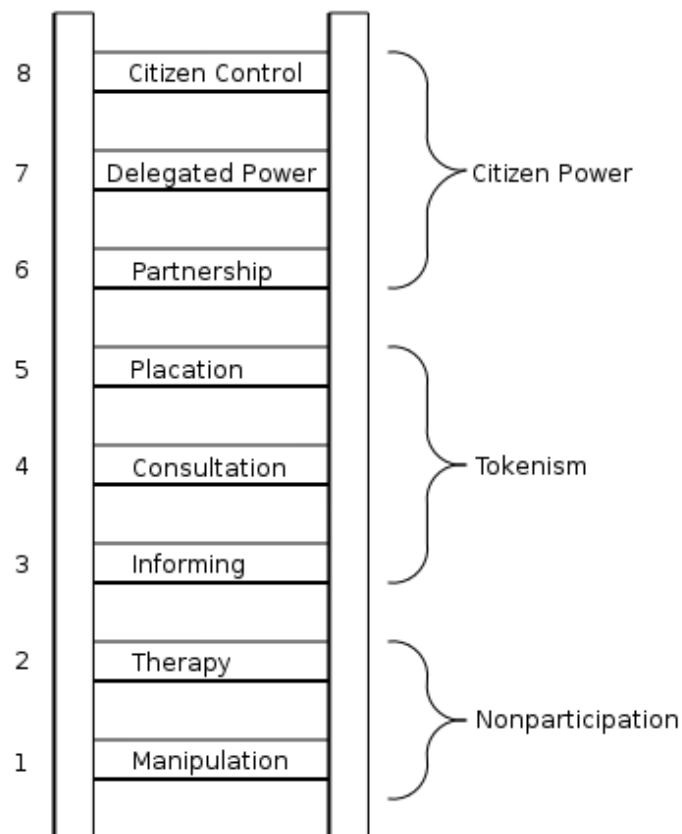 8 Citizen Control
7 Delegated Power Citizen Power
6 Partnership
5 Placation
4 Consultation Tokenism
3 Informing
2 Therapy
Nonparticipation
1 Manipulation